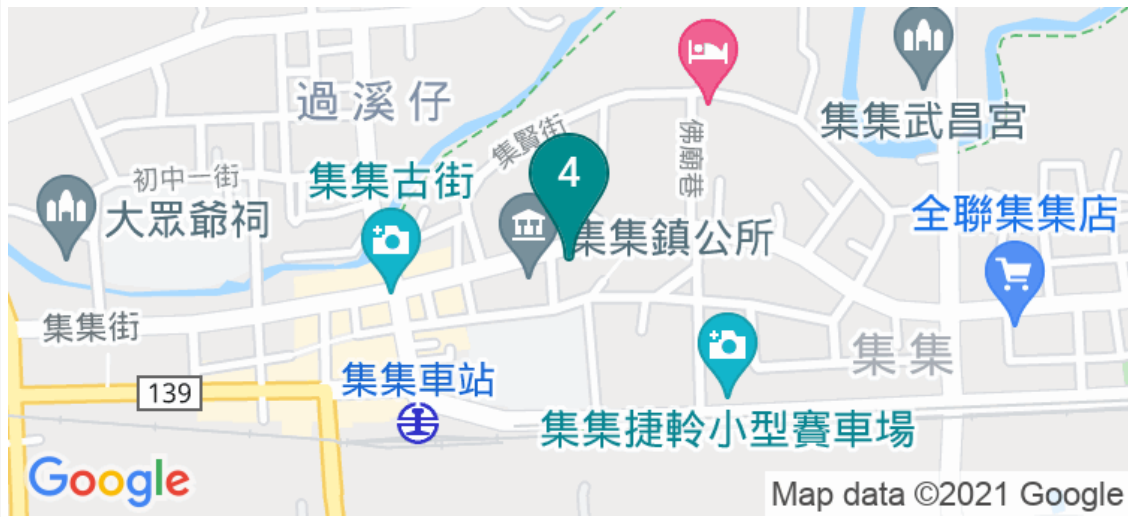 過溪仔
集賢街
4
佛廟巷
集集武昌宮
初中一街
集集古街
大眾爺祠
集集鎮公所
全聯集集店
集集街
集集
139
集集車站
集集捷軨小型賽車場
Google
Map data ©2021 Google